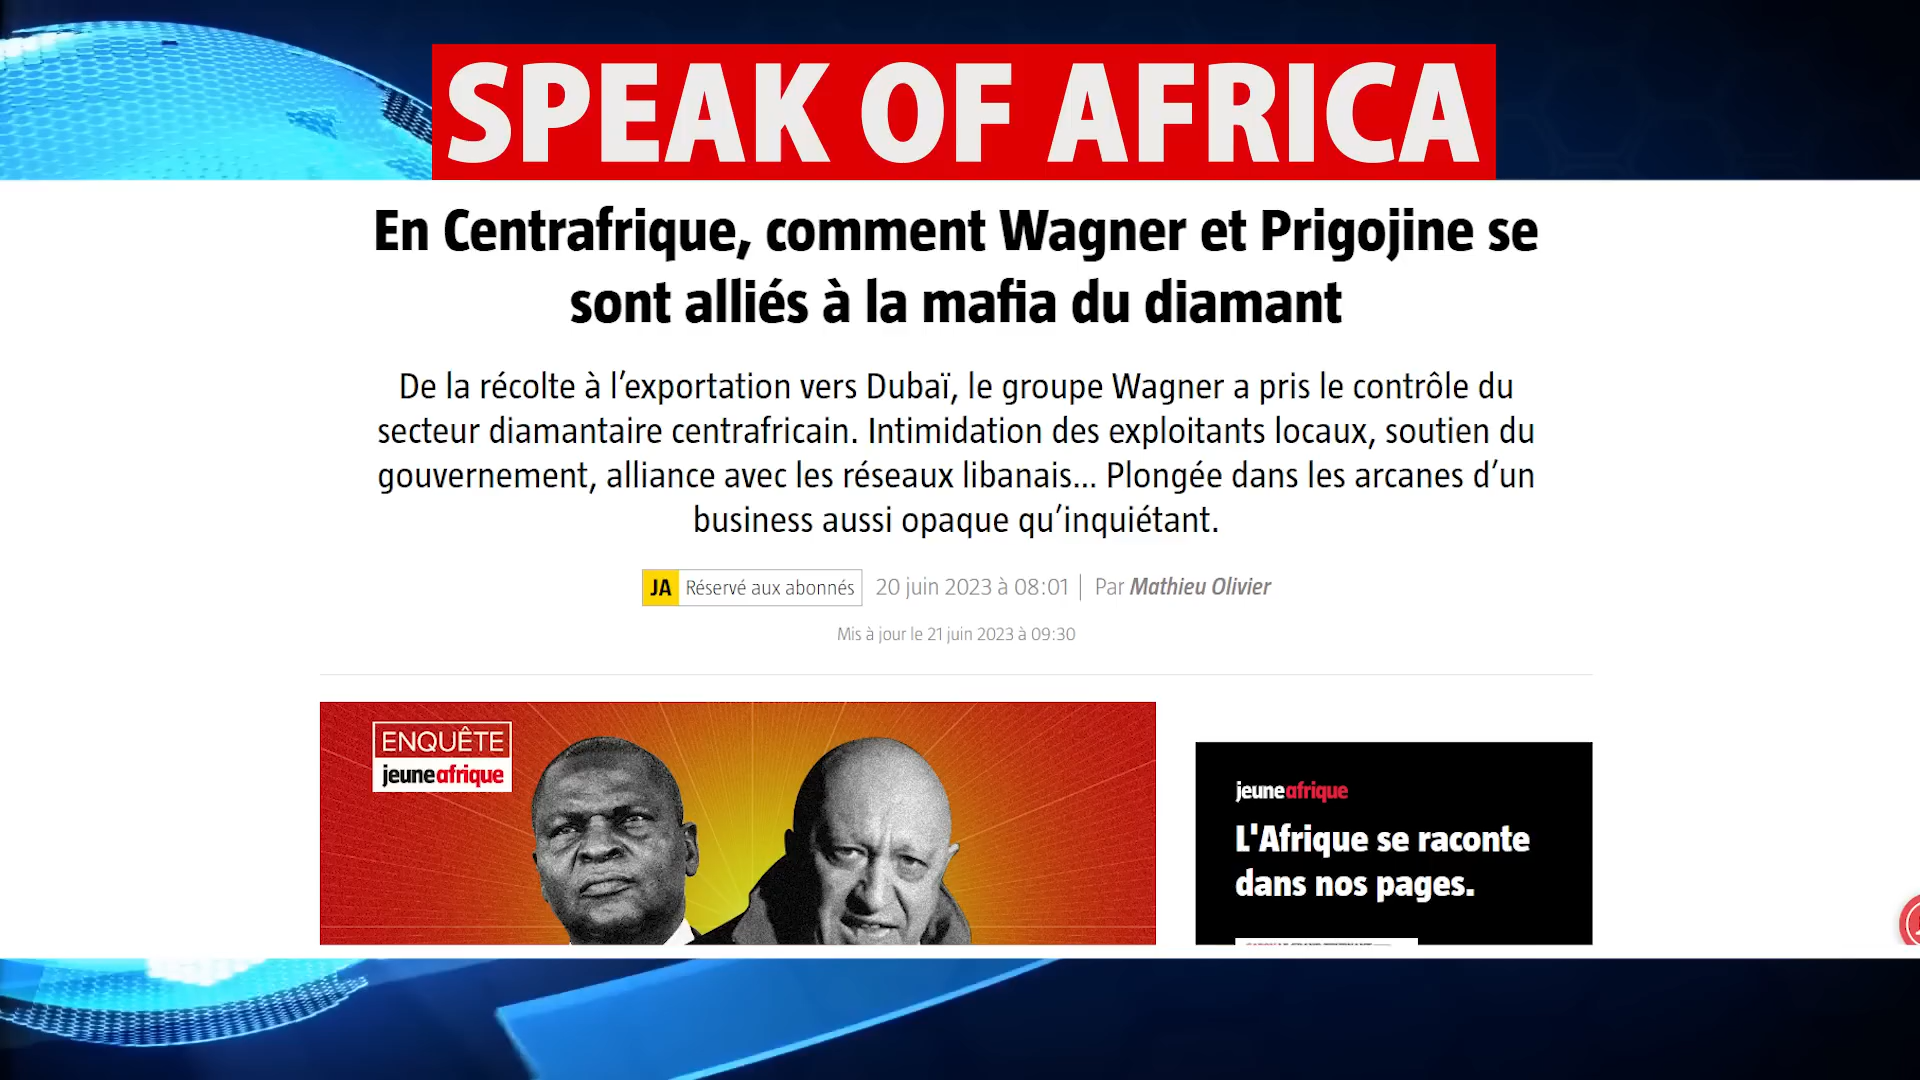 SPEAK OF AFRICA
En Centrafrique, comment Wagner et Prigojine se
sont alliés à la mafia du diamant
De la récolte à l’exportation vers Dubaï, le groupe Wagner a pris le contrôle du
secteur diamantaire centrafricain. Intimidation des exploitants locaux, soutien du
gouvernement, alliance avec les réseaux libanais… Plongée dans les arcanes d’un
business aussi opaque qu’inquiétant.
JA Réservé aux abonnés 20 juin 2023 à 08:01 | Par Mathieu Olivier
Mis à jour le 21 juin 2023 à 09:30
ENQUÊTE
jeuneafrique
jeuneafrique
L'Afrique se raconte
dans nos pages.